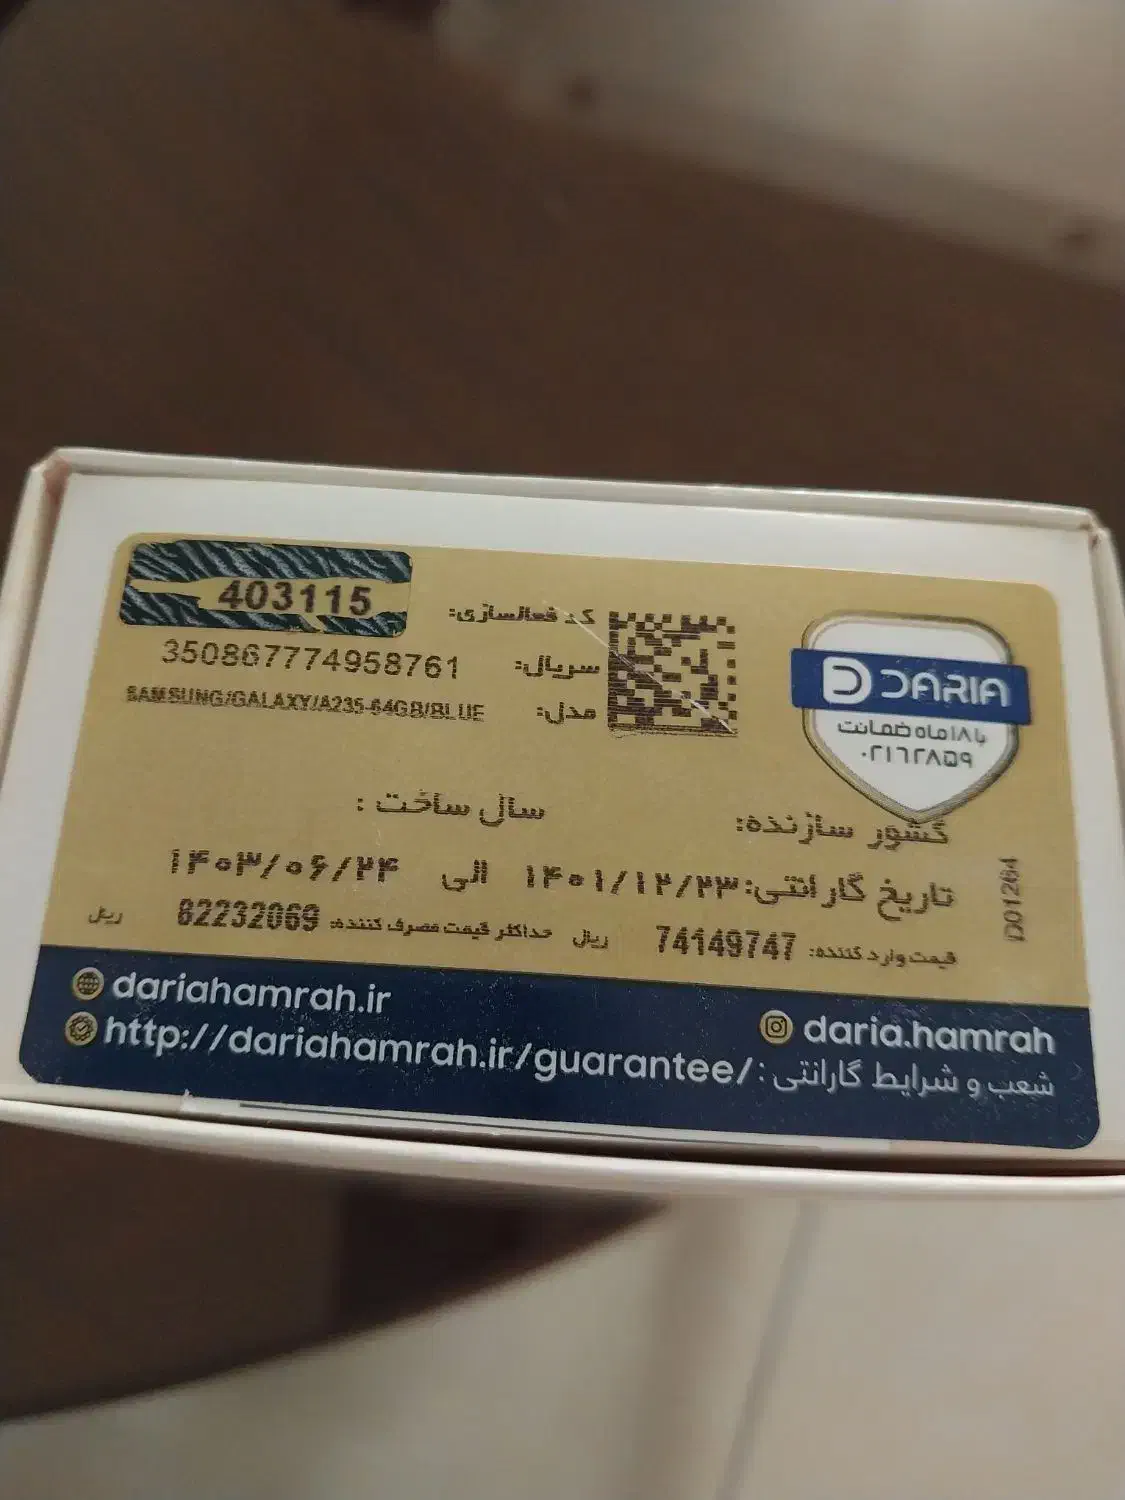 کد فعالسازی: 403115
سریال: 350867774958761
مدل: SAMSUNG/GALAXY/A235-64GB/BLUE
DARIA
با ۱۸ ماه ضمانت
۰۲۱۶۲۸۵۹
کشور سازنده: سال ساخت :
تاریخ گارانتی: ۱۴۰۱/۱۲/۲۳ الی ۱۴۰۳/۰۶/۲۴
قیمت وارد کننده: 74149747 ریال حداکثر قیمت مصرف کننده: 82232069 ریال
D01264
dariahamrah.ir
daria.hamrah
شعب و شرایط گارانتی : http://dariahamrah.ir/guarantee/